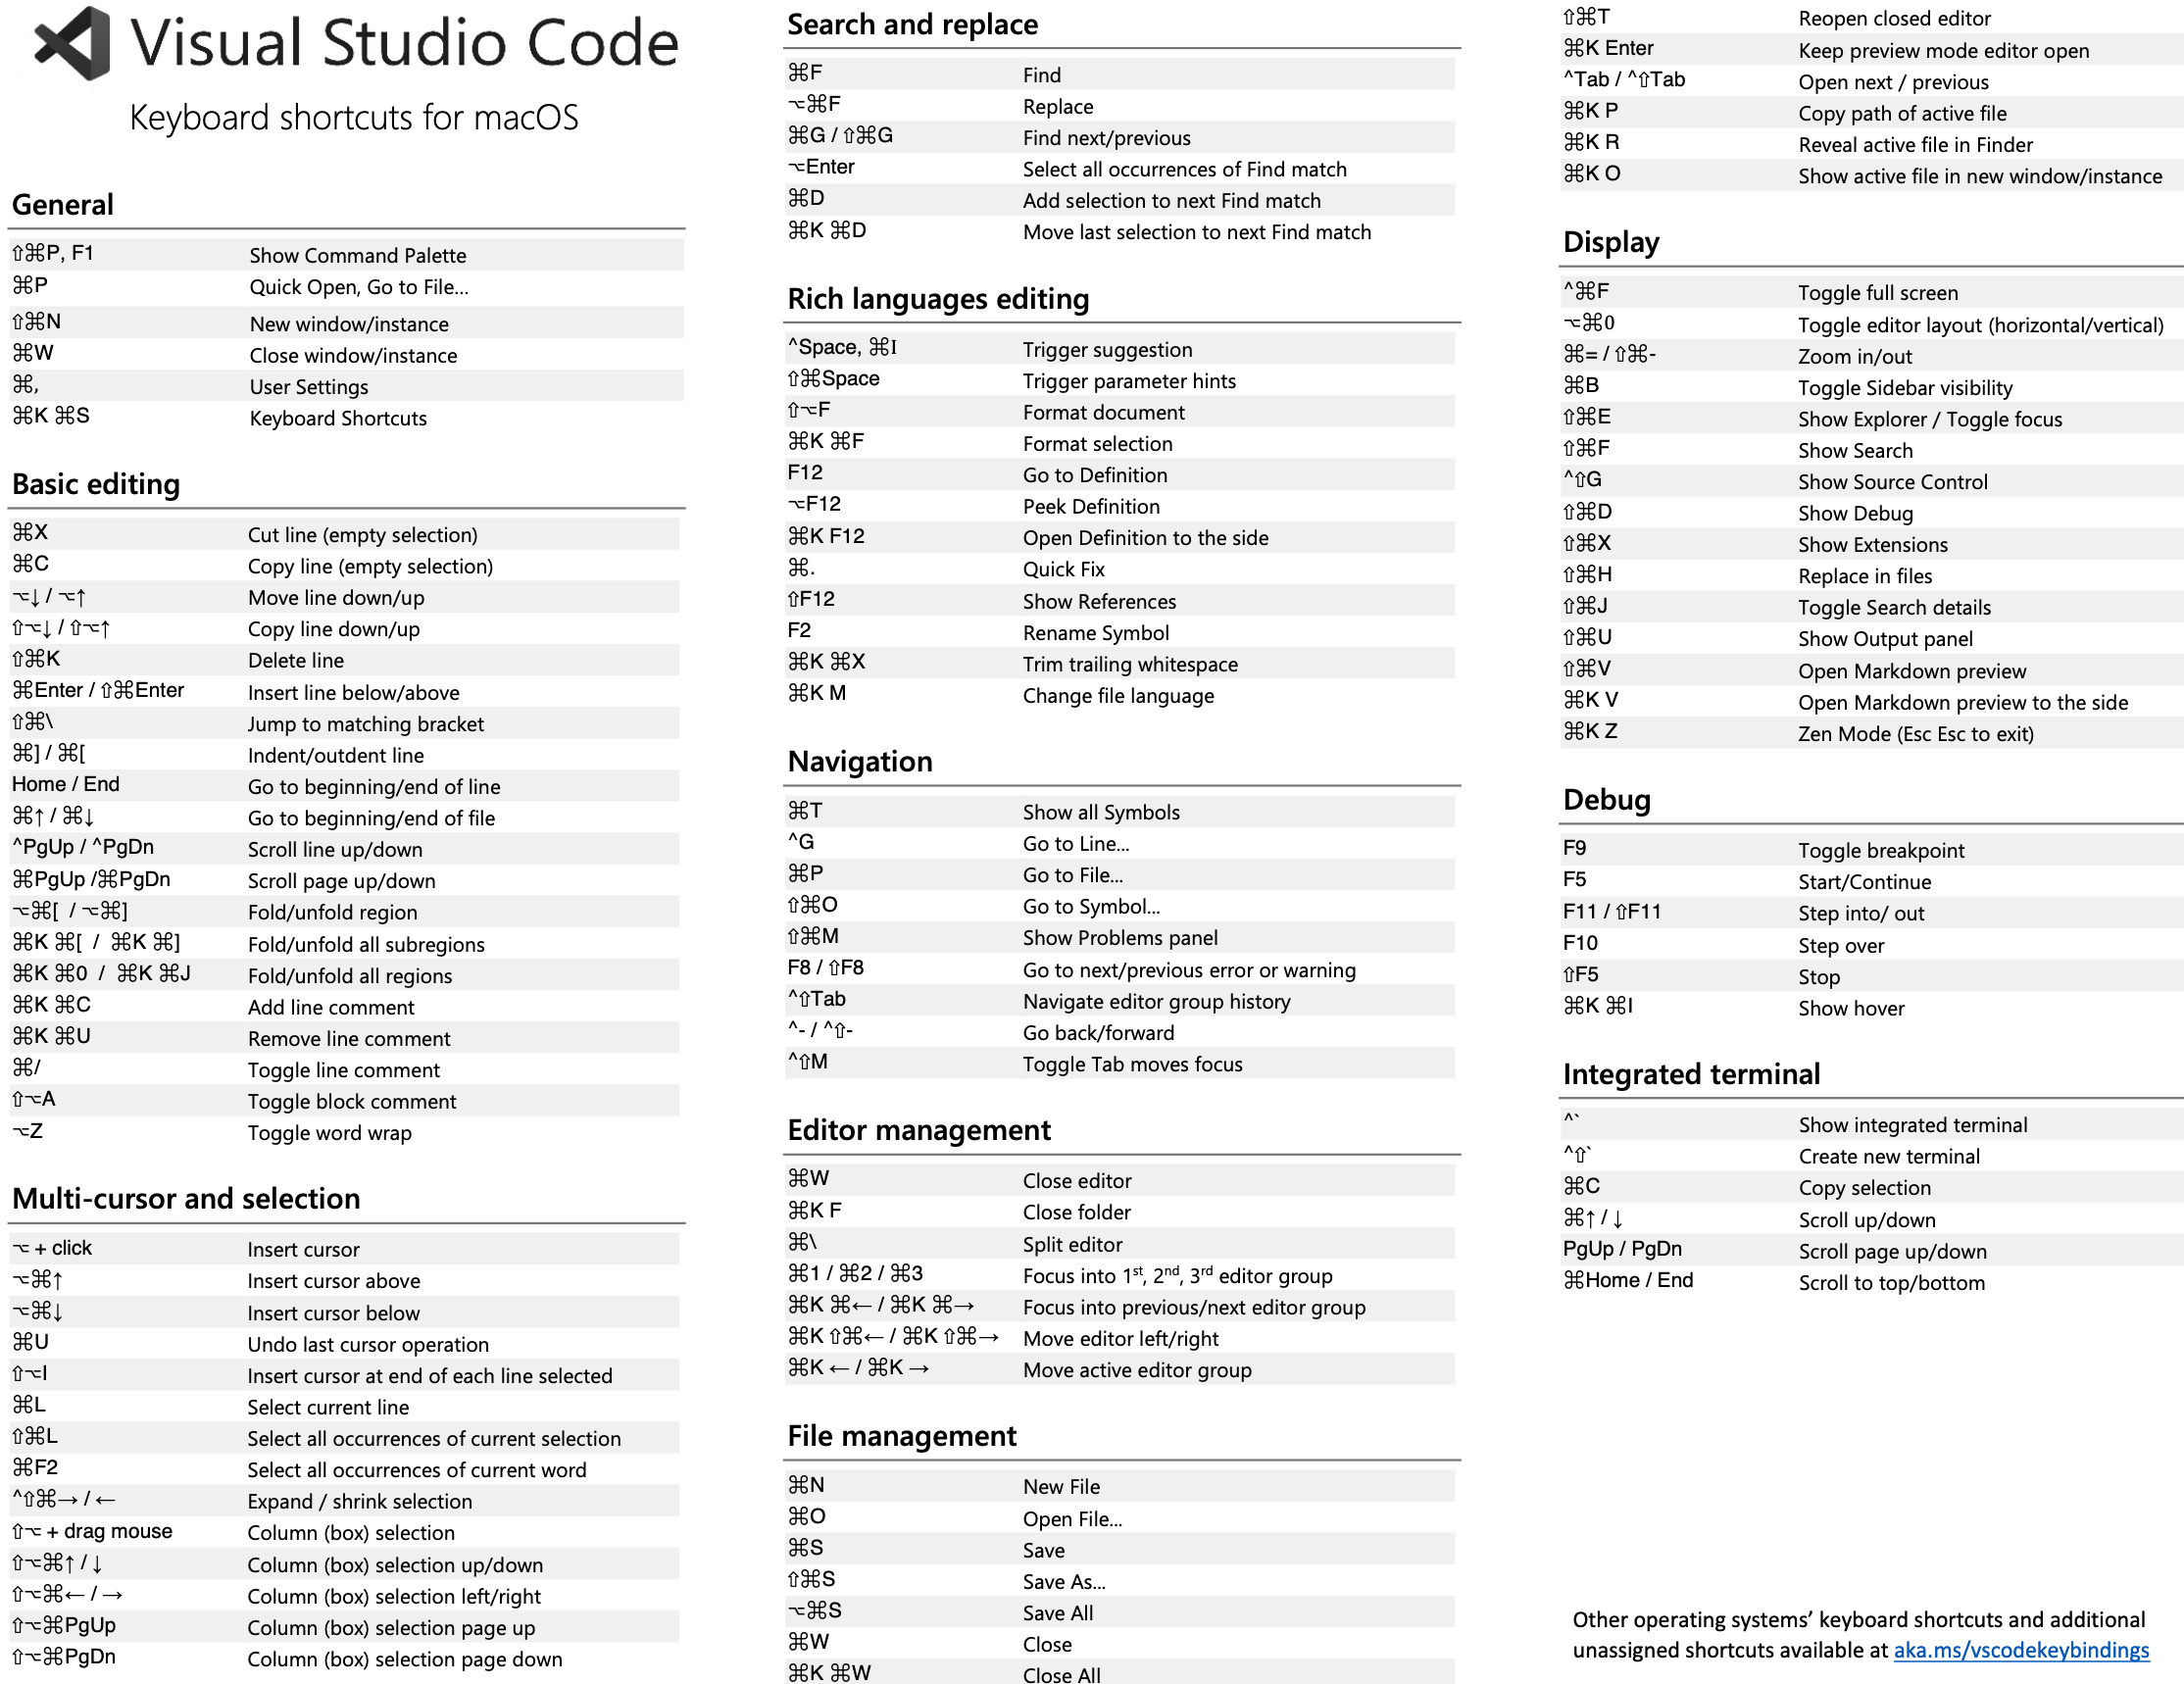 Visual Studio Code
Keyboard shortcuts for macOS
General
⇧⌘P, F1 Show Command Palette
⌘P Quick Open, Go to File…
⇧⌘N New window/instance
⌘W Close window/instance
⌘, User Settings
⌘K ⌘S Keyboard Shortcuts
Basic editing
⌘X Cut line (empty selection)
⌘C Copy line (empty selection)
⌥↓ / ⌥↑ Move line down/up
⇧⌥↓ / ⇧⌥↑ Copy line down/up
⇧⌘K Delete line
⌘Enter / ⇧⌘Enter Insert line below/above
⇧⌘\ Jump to matching bracket
⌘] / ⌘[ Indent/outdent line
Home / End Go to beginning/end of line
⌘↑ / ⌘↓ Go to beginning/end of file
^PgUp / ^PgDn Scroll line up/down
⌘PgUp /⌘PgDn Scroll page up/down
⌥⌘[ / ⌥⌘] Fold/unfold region
⌘K ⌘[ / ⌘K ⌘] Fold/unfold all subregions
⌘K ⌘0 / ⌘K ⌘J Fold/unfold all regions
⌘K ⌘C Add line comment
⌘K ⌘U Remove line comment
⌘/ Toggle line comment
⇧⌥A Toggle block comment
⌥Z Toggle word wrap
Multi-cursor and selection
⌥ + click Insert cursor
⌥⌘↑ Insert cursor above
⌥⌘↓ Insert cursor below
⌘U Undo last cursor operation
⇧⌥I Insert cursor at end of each line selected
⌘L Select current line
⇧⌘L Select all occurrences of current selection
⌘F2 Select all occurrences of current word
^⇧⌘→ / ← Expand / shrink selection
⇧⌥ + drag mouse Column (box) selection
⇧⌥⌘↑ / ↓ Column (box) selection up/down
⇧⌥⌘← / → Column (box) selection left/right
⇧⌥⌘PgUp Column (box) selection page up
⇧⌥⌘PgDn Column (box) selection page down
Search and replace
⌘F Find
⌥⌘F Replace
⌘G / ⇧⌘G Find next/previous
⌥Enter Select all occurrences of Find match
⌘D Add selection to next Find match
⌘K ⌘D Move last selection to next Find match
Rich languages editing
^Space, ⌘I Trigger suggestion
⇧⌘Space Trigger parameter hints
⇧⌥F Format document
⌘K ⌘F Format selection
F12 Go to Definition
⌥F12 Peek Definition
⌘K F12 Open Definition to the side
⌘. Quick Fix
⇧F12 Show References
F2 Rename Symbol
⌘K ⌘X Trim trailing whitespace
⌘K M Change file language
Navigation
⌘T Show all Symbols
^G Go to Line...
⌘P Go to File...
⇧⌘O Go to Symbol...
⇧⌘M Show Problems panel
F8 / ⇧F8 Go to next/previous error or warning
^⇧Tab Navigate editor group history
^- / ^⇧- Go back/forward
^⇧M Toggle Tab moves focus
Editor management
⌘W Close editor
⌘K F Close folder
⌘\ Split editor
⌘1 / ⌘2 / ⌘3 Focus into 1st, 2nd, 3rd editor group
⌘K ⌘← / ⌘K ⌘→ Focus into previous/next editor group
⌘K ⇧⌘← / ⌘K ⇧⌘→ Move editor left/right
⌘K ← / ⌘K → Move active editor group
File management
⌘N New File
⌘O Open File...
⌘S Save
⇧⌘S Save As...
⌥⌘S Save All
⌘W Close
⌘K ⌘W Close All
⇧⌘T Reopen closed editor
⌘K Enter Keep preview mode editor open
^Tab / ^⇧Tab Open next / previous
⌘K P Copy path of active file
⌘K R Reveal active file in Finder
⌘K O Show active file in new window/instance
Display
^⌘F Toggle full screen
⌥⌘0 Toggle editor layout (horizontal/vertical)
⌘= / ⇧⌘- Zoom in/out
⌘B Toggle Sidebar visibility
⇧⌘E Show Explorer / Toggle focus
⇧⌘F Show Search
^⇧G Show Source Control
⇧⌘D Show Debug
⇧⌘X Show Extensions
⇧⌘H Replace in files
⇧⌘J Toggle Search details
⇧⌘U Show Output panel
⇧⌘V Open Markdown preview
⌘K V Open Markdown preview to the side
⌘K Z Zen Mode (Esc Esc to exit)
Debug
F9 Toggle breakpoint
F5 Start/Continue
F11 / ⇧F11 Step into/ out
F10 Step over
⇧F5 Stop
⌘K ⌘I Show hover
Integrated terminal
^` Show integrated terminal
^⇧` Create new terminal
⌘C Copy selection
⌘↑ / ↓ Scroll up/down
PgUp / PgDn Scroll page up/down
⌘Home / End Scroll to top/bottom
Other operating systems’ keyboard shortcuts and additional
unassigned shortcuts available at aka.ms/vscodekeybindings